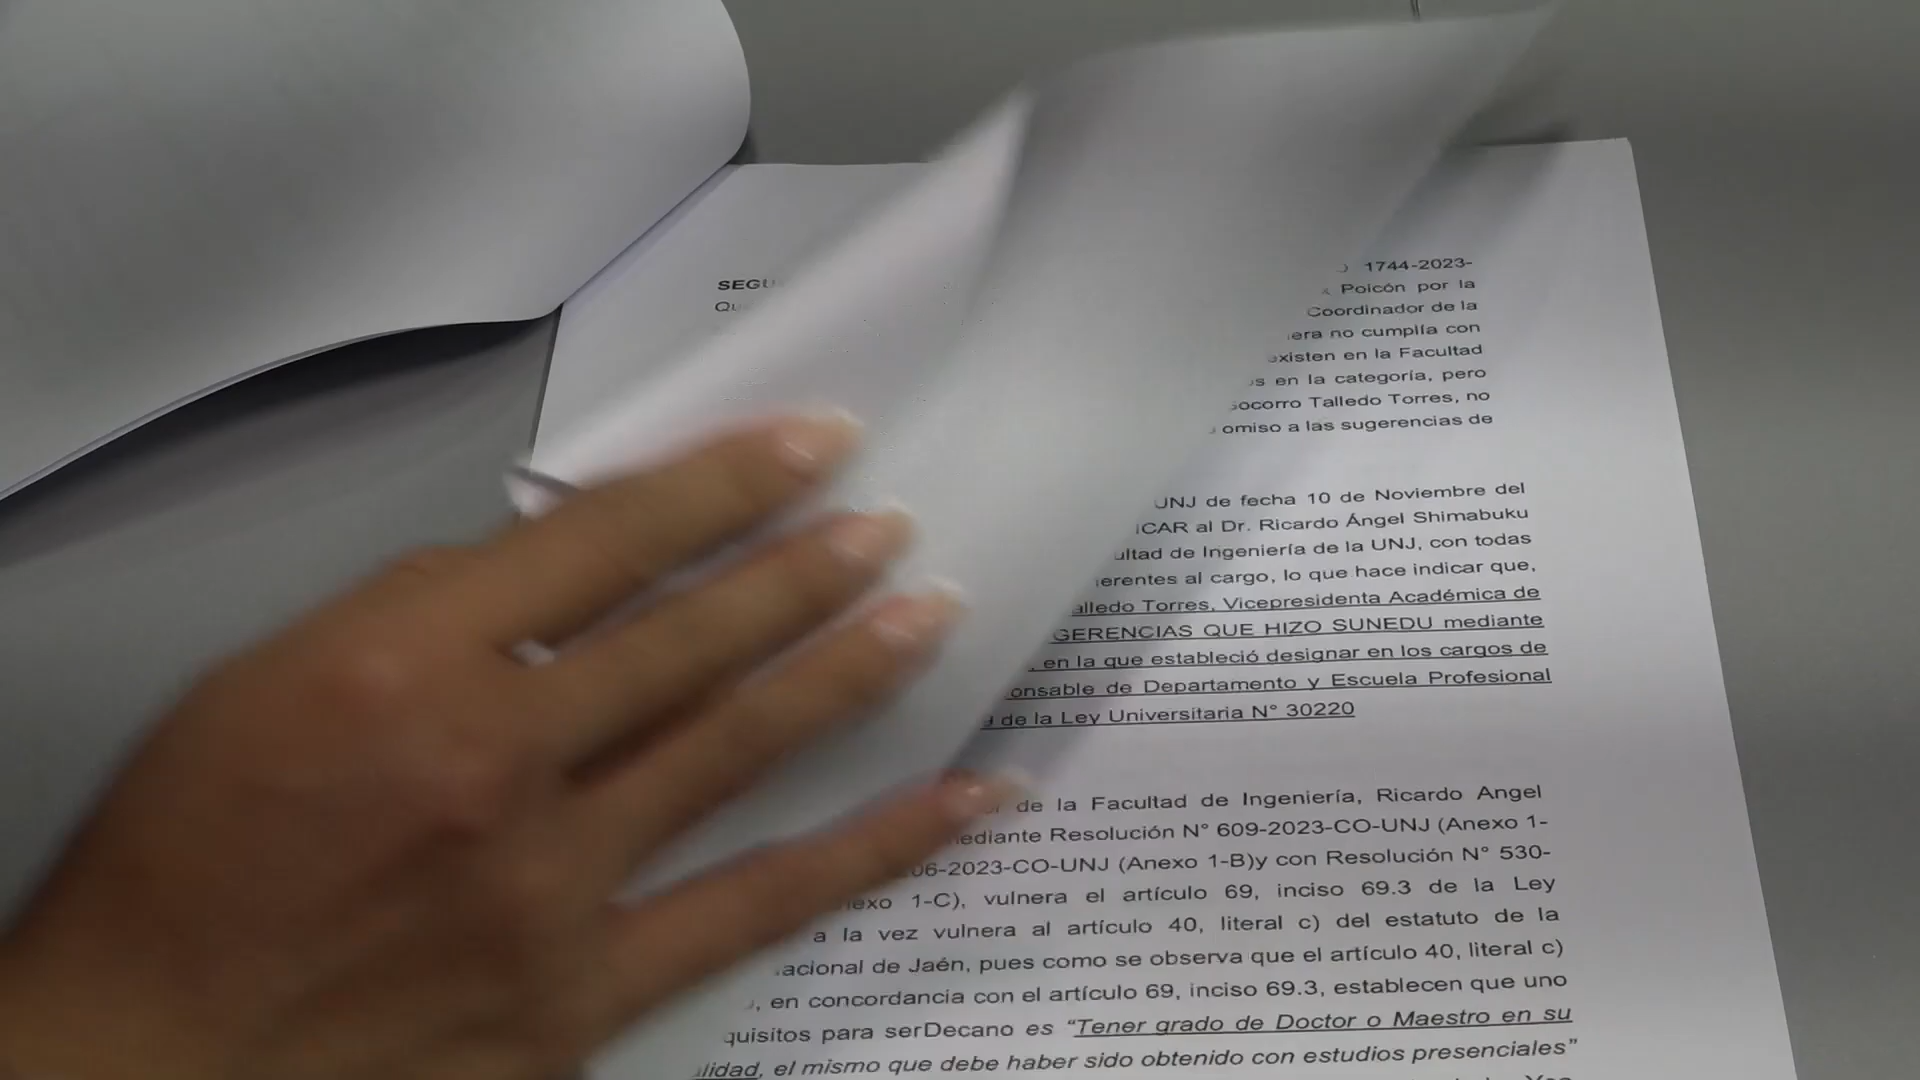 1744-2023-
Qu Poicón por la
Coordinador de la
no cumplía con
existen en la Facultad
en la categoría, pero
Socorro Talledo Torres, no
omiso a las sugerencias de
UNJ de fecha 10 de Noviembre del
ICAR al Dr. Ricardo Ángel Shimabuku
ultad de Ingeniería de la UNJ, con todas
erentes al cargo, lo que hace indicar que,
alledo Torres, Vicepresidenta Académica de
GERENCIAS QUE HIZO SUNEDU mediante
, en la que estableció designar en los cargos de
onsable de Departamento y Escuela Profesional
de la Ley Universitaria N° 30220
de la Facultad de Ingeniería, Ricardo Angel
mediante Resolución N° 609-2023-CO-UNJ (Anexo 1-
06-2023-CO-UNJ (Anexo 1-B)y con Resolución N° 530-
1-C), vulnera el artículo 69, inciso 69.3 de la Ley
a la vez vulnera al artículo 40, literal c) del estatuto de la
acional de Jaén, pues como se observa que el artículo 40, literal c)
, en concordancia con el artículo 69, inciso 69.3, establecen que uno
quisitos para serDecano es “Tener grado de Doctor o Maestro en su
lidad, el mismo que debe haber sido obtenido con estudios presenciales”